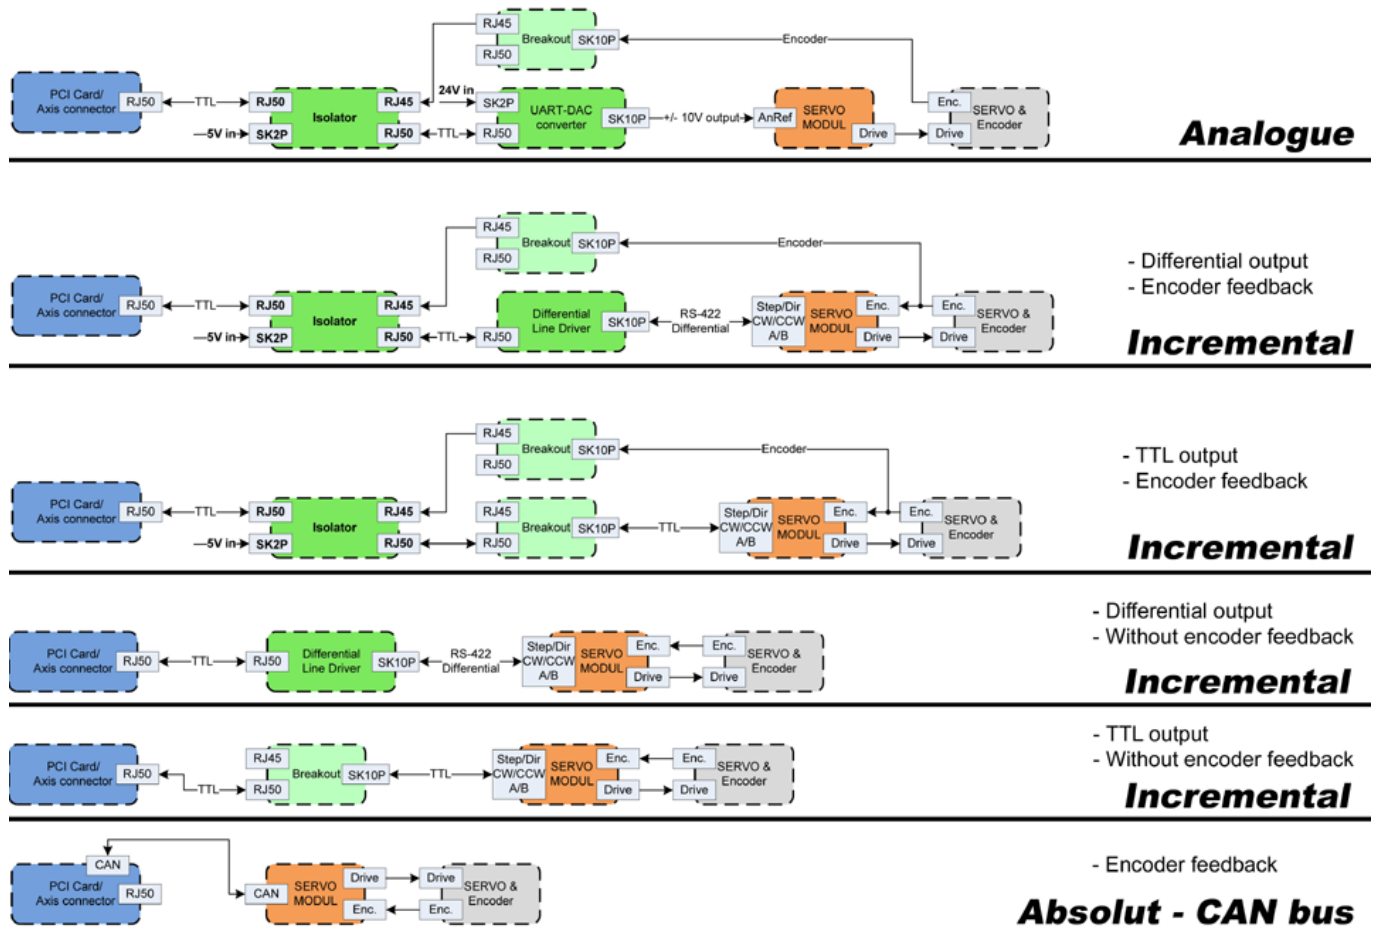 RJ45
Breakout
SK10P
RJ50
Encoder
PCI Card/
Axis connector
RJ50
TTL
RJ50
Isolator
RJ45
5V in
SK2P
RJ50
TTL
24V in
SK2P
UART-DAC
converter
RJ50
SK10P
+/- 10V output
AnRef
SERVO
MODUL
Drive
Enc.
SERVO &
Encoder
Drive
Analogue
RJ45
Breakout
SK10P
RJ50
Encoder
PCI Card/
Axis connector
RJ50
TTL
RJ50
Isolator
RJ45
5V in
SK2P
RJ50
TTL
RJ50
Differential
Line Driver
SK10P
RS-422
Differential
Step/Dir
CW/CCW
A/B
SERVO
MODUL
Enc.
Drive
Enc.
SERVO &
Encoder
Drive
- Differential output
- Encoder feedback
Incremental
RJ45
Breakout
SK10P
RJ50
Encoder
PCI Card/
Axis connector
RJ50
TTL
RJ50
Isolator
RJ45
5V in
SK2P
RJ50
RJ45
Breakout
SK10P
RJ50
TTL
Step/Dir
CW/CCW
A/B
SERVO
MODUL
Enc.
Drive
Enc.
SERVO &
Encoder
Drive
- TTL output
- Encoder feedback
Incremental
PCI Card/
Axis connector
RJ50
TTL
RJ50
Differential
Line Driver
SK10P
RS-422
Differential
Step/Dir
CW/CCW
A/B
SERVO
MODUL
Enc.
Drive
Enc.
SERVO &
Encoder
Drive
- Differential output
- Without encoder feedback
Incremental
PCI Card/
Axis connector
RJ50
TTL
RJ45
Breakout
SK10P
RJ50
TTL
Step/Dir
CW/CCW
A/B
SERVO
MODUL
Enc.
Drive
Enc.
SERVO &
Encoder
Drive
- TTL output
- Without encoder feedback
Incremental
CAN
PCI Card/
Axis connector
RJ50
CAN
SERVO
MODUL
Drive
Enc.
Drive
SERVO &
Encoder
Enc.
- Encoder feedback
Absolut - CAN bus